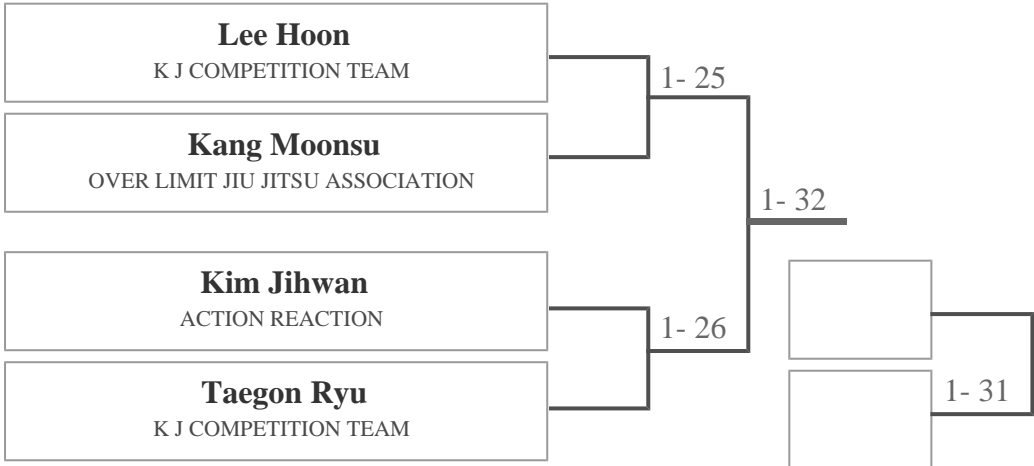 Lee Hoon
K J COMPETITION TEAM
1- 25
Kang Moonsu
OVER LIMIT JIU JITSU ASSOCIATION
1- 32
Kim Jihwan
ACTION REACTION
1- 26
Taegon Ryu
K J COMPETITION TEAM
1- 31